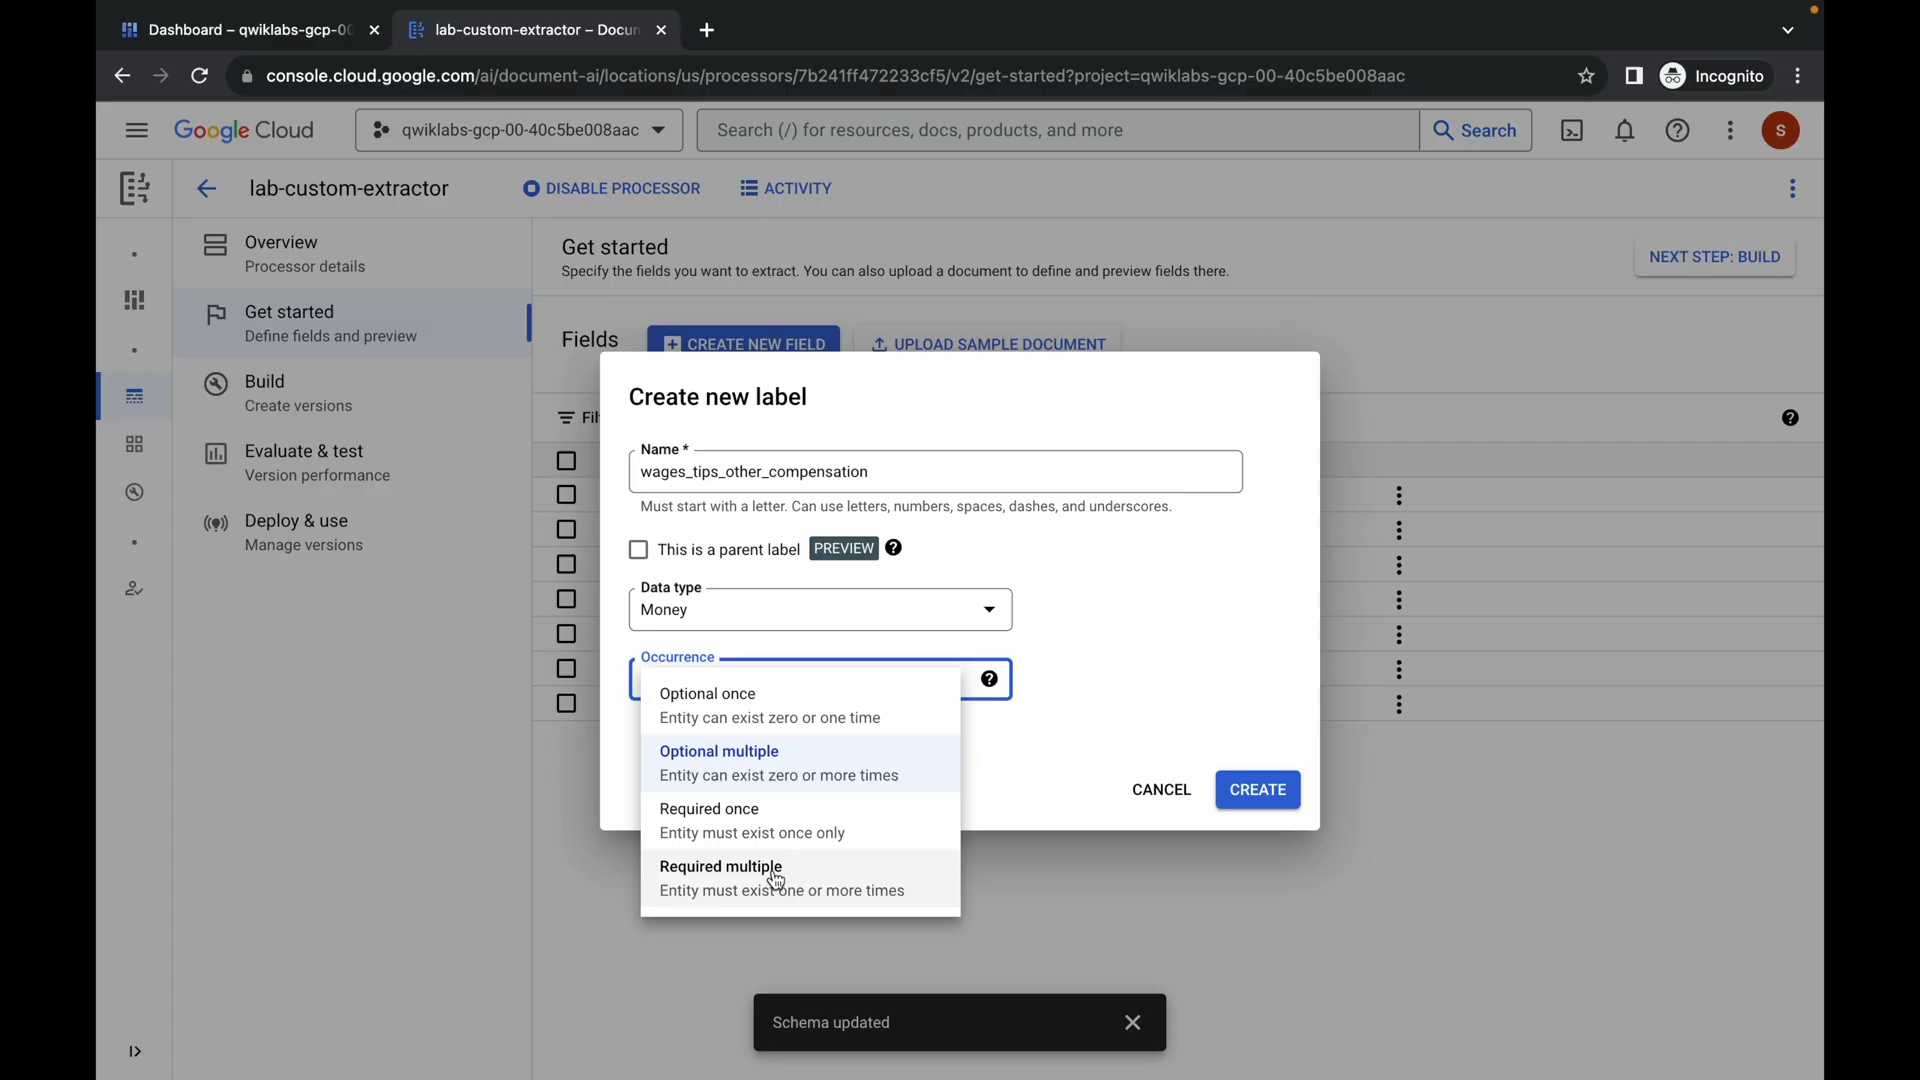 Dashboard – qwiklabs-gcp-00
lab-custom-extractor – Docum
console.cloud.google.com/ai/document-ai/locations/us/processors/7b241ff472233cf5/v2/get-started?project=qwiklabs-gcp-00-40c5be008aac
Incognito
Google Cloud
qwiklabs-gcp-00-40c5be008aac
Search (/) for resources, docs, products, and more
Search
S
lab-custom-extractor
DISABLE PROCESSOR
ACTIVITY
Overview
Processor details
Get started
Define fields and preview
Build
Create versions
Evaluate & test
Version performance
Deploy & use
Manage versions
Get started
Specify the fields you want to extract. You can also upload a document to define and preview fields there.
NEXT STEP: BUILD
Fields
CREATE NEW FIELD
UPLOAD SAMPLE DOCUMENT
Create new label
Name *
wages_tips_other_compensation
Must start with a letter. Can use letters, numbers, spaces, dashes, and underscores.
This is a parent label
PREVIEW
Data type
Money
Occurrence
Optional once
Entity can exist zero or one time
Optional multiple
Entity can exist zero or more times
Required once
Entity must exist once only
Required multiple
Entity must exist one or more times
CANCEL
CREATE
Schema updated